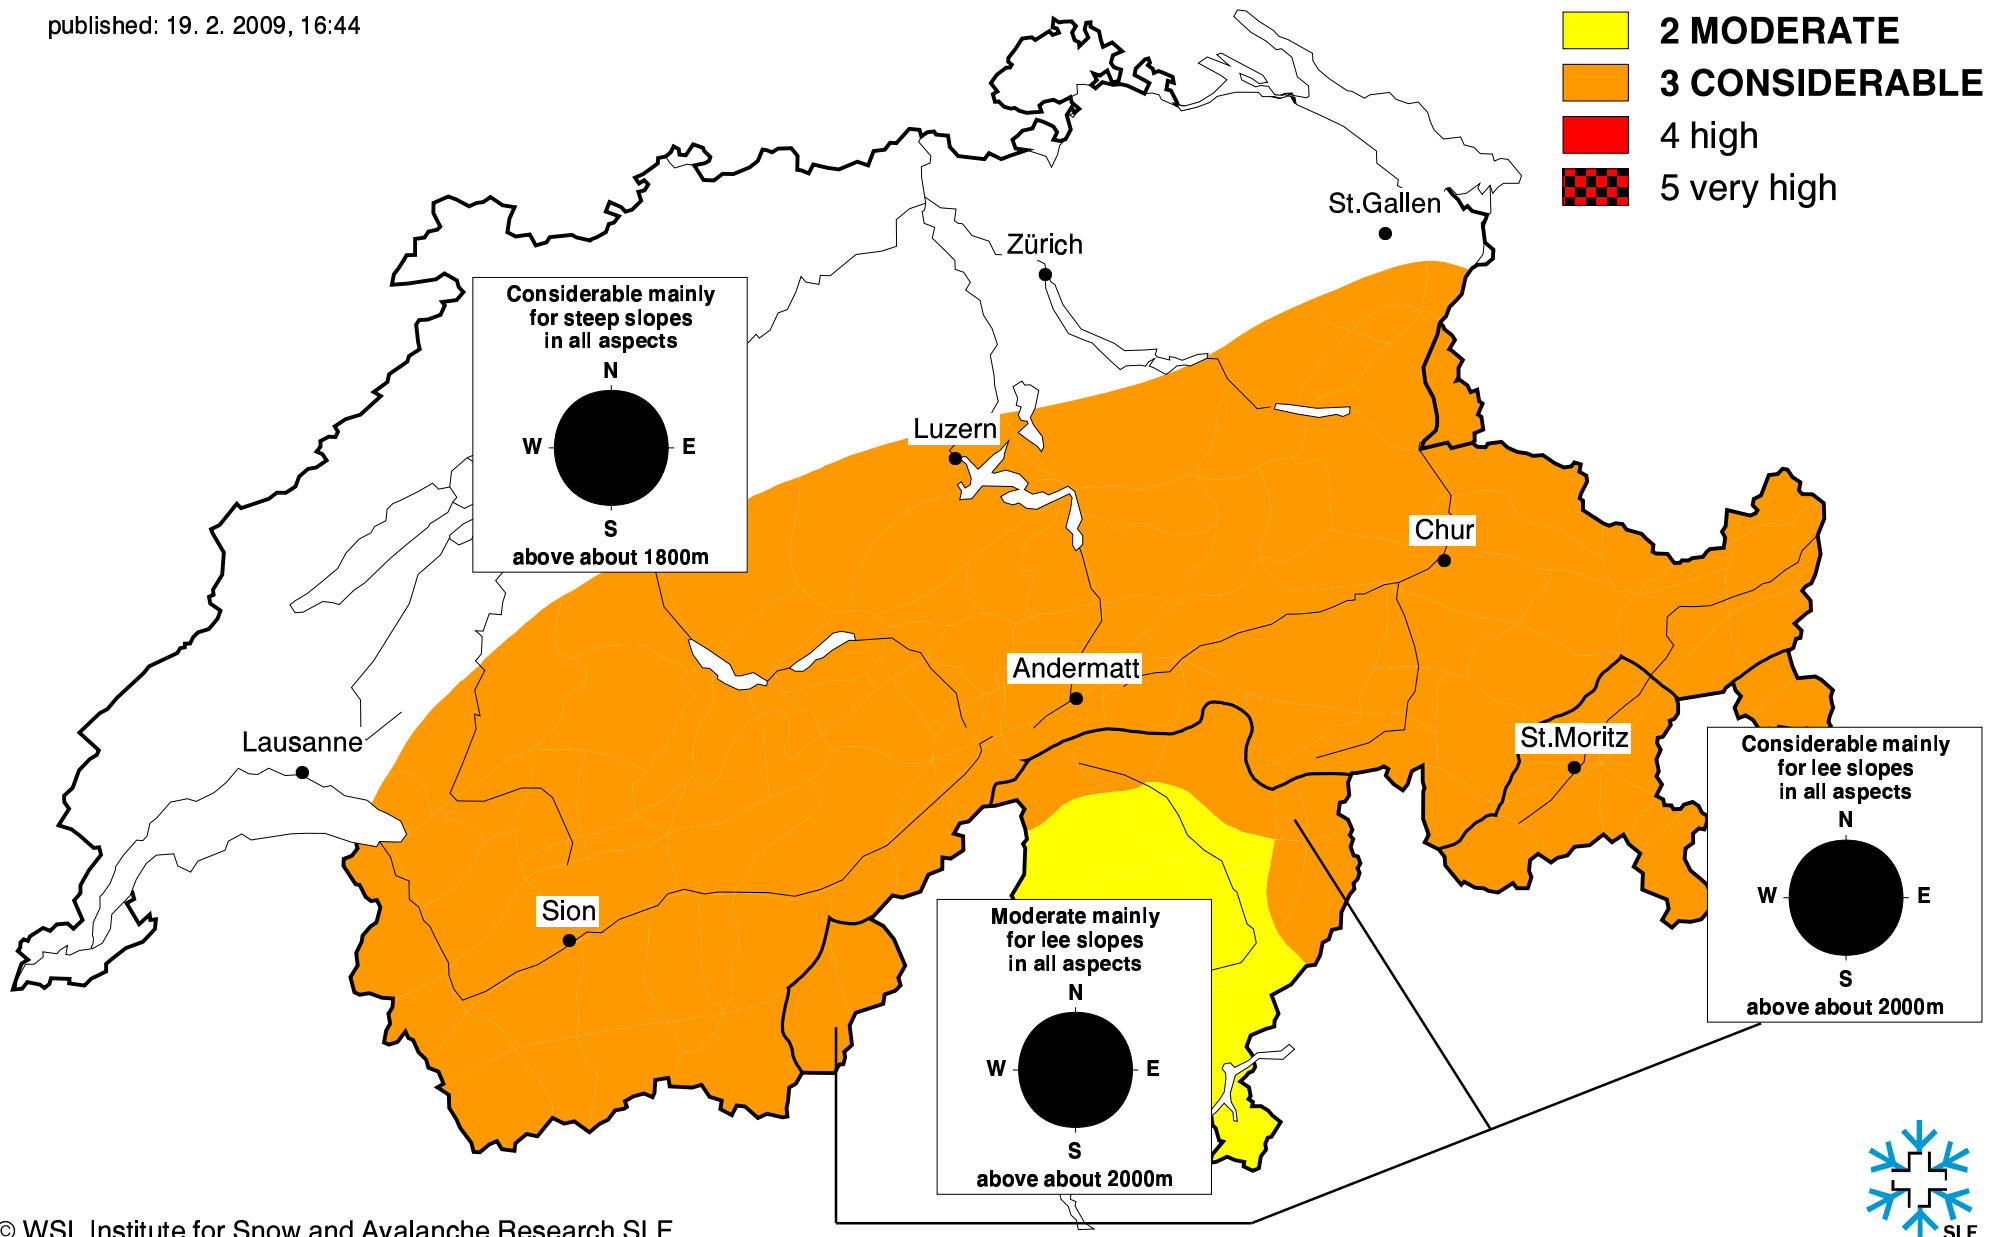 published: 19. 2. 2009, 16:44
2 MODERATE
3 CONSIDERABLE
4 high
5 very high
St.Gallen
Zürich
Considerable mainly
for steep slopes
in all aspects
N
W E
S
above about 1800m
Luzern
Chur
Andermatt
Lausanne
St.Moritz
Considerable mainly
for lee slopes
in all aspects
N
W E
S
above about 2000m
Sion
Moderate mainly
for lee slopes
in all aspects
N
W E
S
above about 2000m
© WSL Institute for Snow and Avalanche Research SLF
SLF